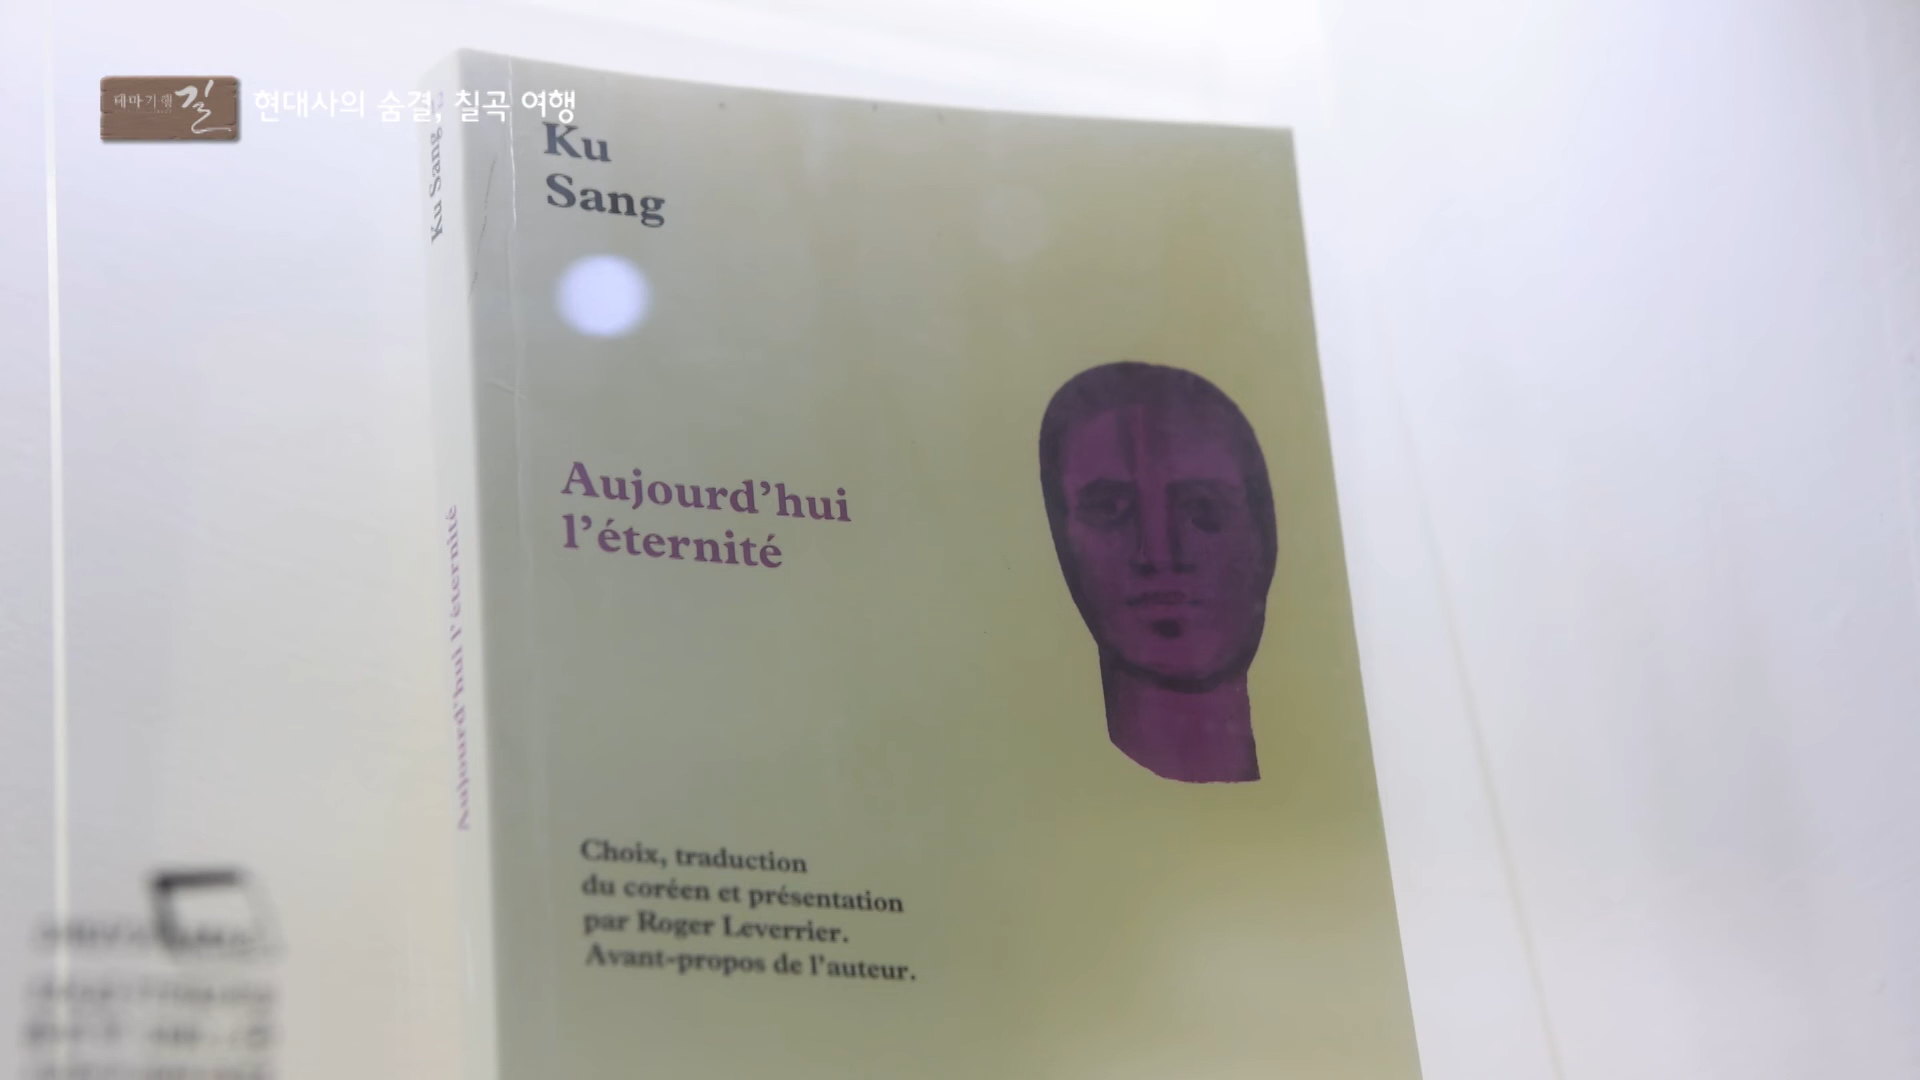 테마기행 길
현대사의 숨결, 칠곡 여행
Ku
Sang
Ku Sang
Aujourd'hui
l'éternité
Aujourd'hui l'éternité
Choix, traduction
du coréen et présentation
par Roger Leverrier.
Avant-propos de l'auteur.